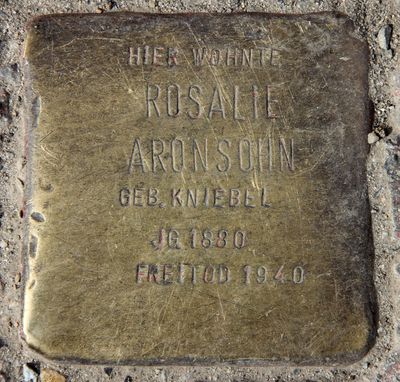 HIER WOHNTE
ROSALIE
ARONSOHN
GEB. KNIEBEL
JG. 1880
FREITOD 1940